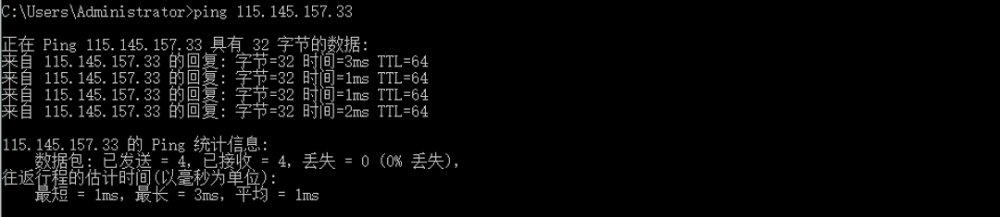 C:\Users\Administrator>ping 115.145.157.33
正在 Ping 115.145.157.33 具有 32 字节的数据:
来自 115.145.157.33 的回复: 字节=32 时间=3ms TTL=64
来自 115.145.157.33 的回复: 字节=32 时间=1ms TTL=64
来自 115.145.157.33 的回复: 字节=32 时间=1ms TTL=64
来自 115.145.157.33 的回复: 字节=32 时间=2ms TTL=64
115.145.157.33 的 Ping 统计信息:
数据包: 已发送 = 4, 已接收 = 4, 丢失 = 0 (0% 丢失),
往返行程的估计时间(以毫秒为单位):
最短 = 1ms, 最长 = 3ms, 平均 = 1ms